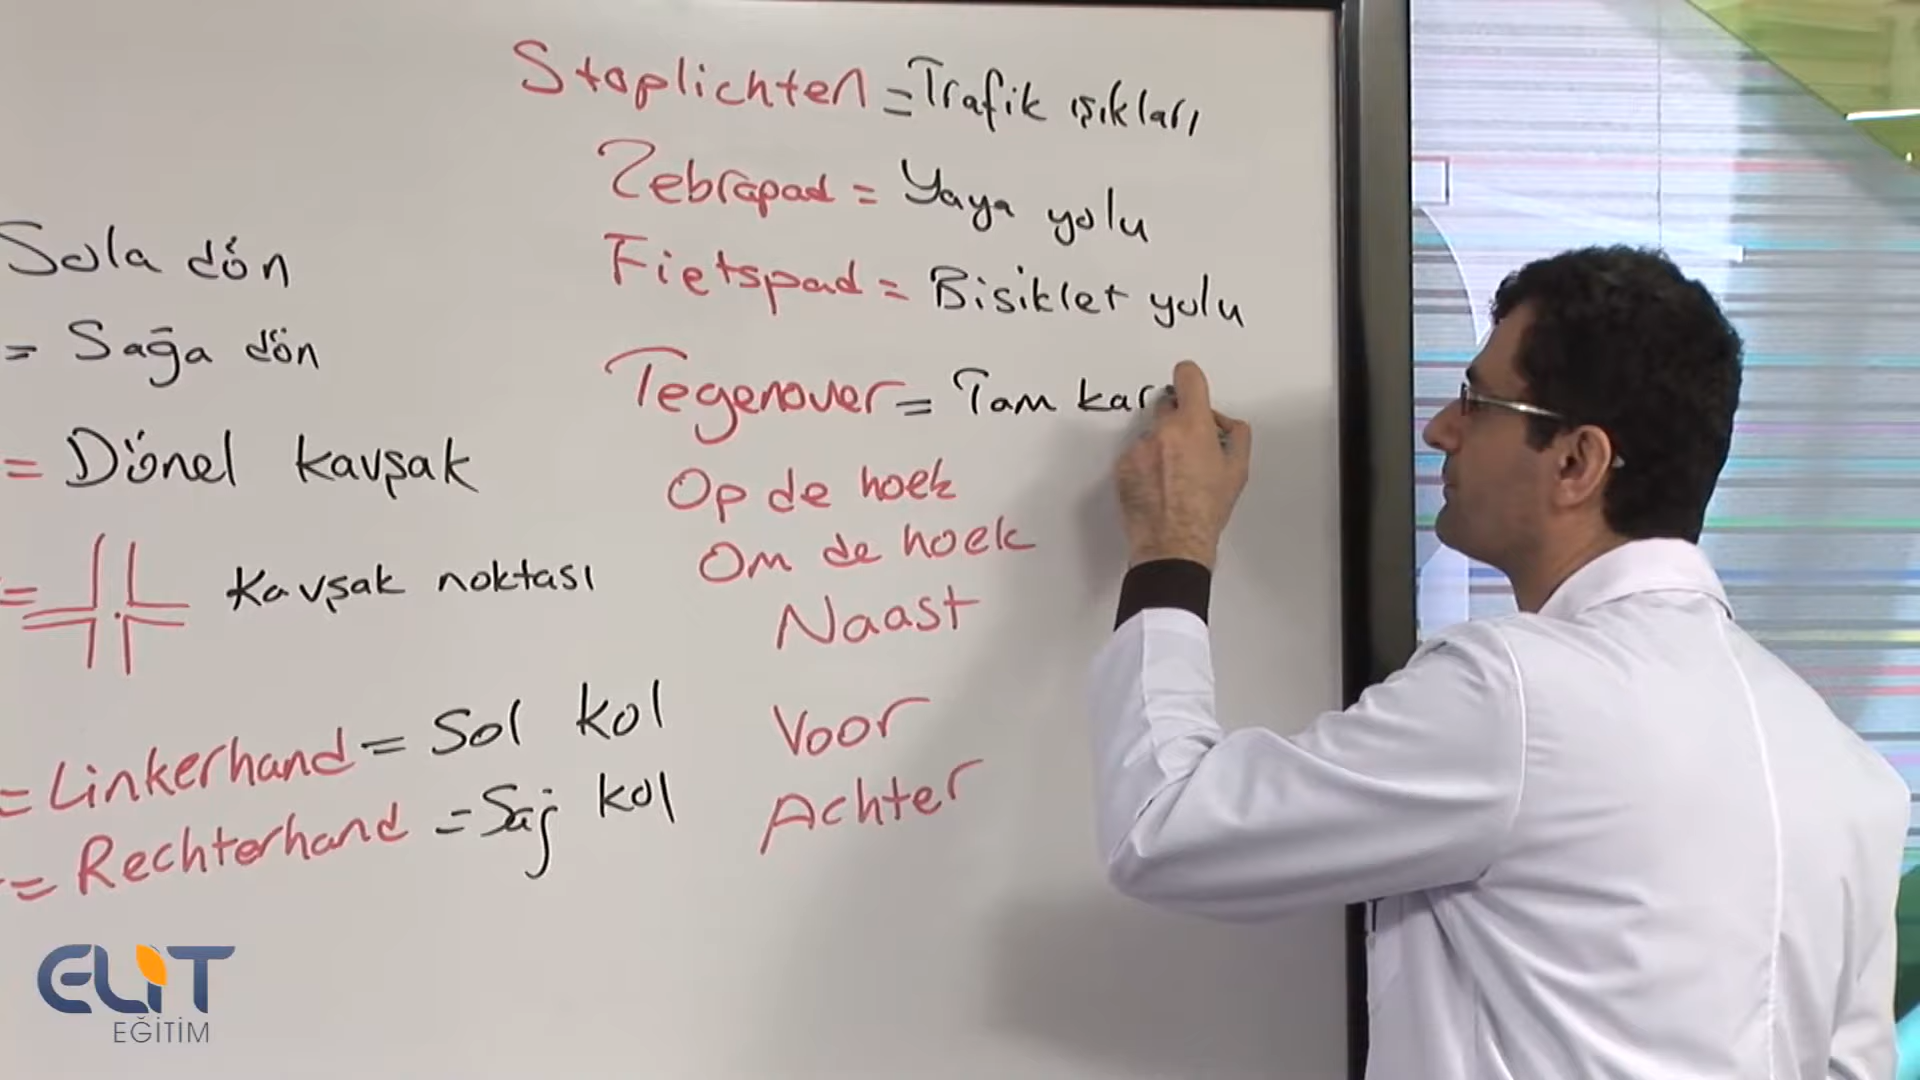 Stoplichten = Trafik ışıkları
Zebrapad = Yaya yolu
Fietspad = Bisiklet yolu
Tegenover = Tam kar
Op de hoek
Om de hoek
Naast
Voor
Achter
Sola dön
= Sağa dön
= Dönel kavşak
= Kavşak noktası
= Linkerhand = Sol kol
= Rechterhand = Sağ kol
ELiT
EĞİTİM